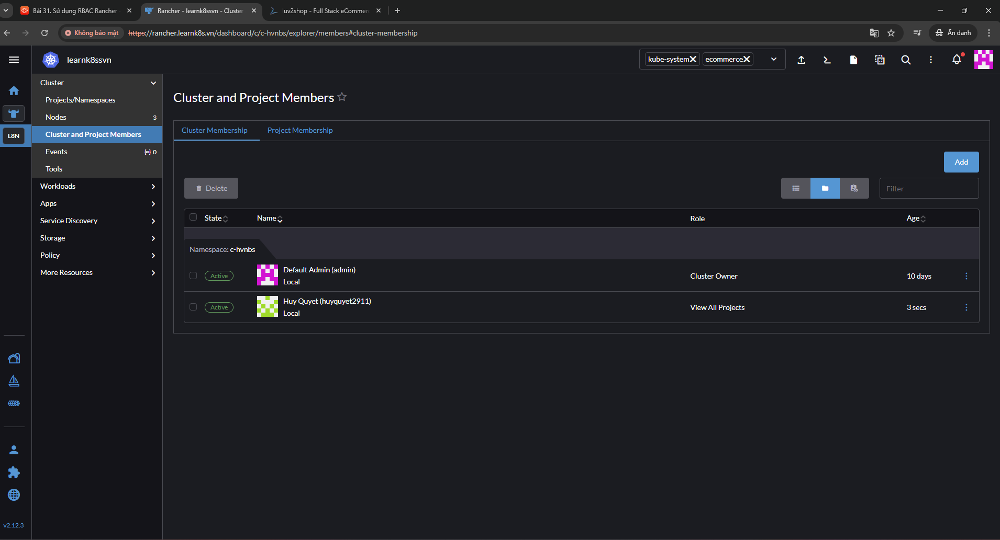 Bài 31. Sử dụng RBAC Rancher
Rancher - learnk8ssvn - Cluster
luv2shop - Full Stack eCommerc
Không bảo mật
https://rancher.learnk8s.vn/dashboard/c/c-hvnbs/explorer/members#cluster-membership
Ẩn danh
learnk8ssvn
kube-system
ecommerce
L8N
v2.12.3
Cluster
Projects/Namespaces
Nodes 3
Cluster and Project Members
Events 0
Tools
Workloads
Apps
Service Discovery
Storage
Policy
More Resources
Cluster and Project Members
Cluster Membership Project Membership
Add
Delete
Filter
State Name Role Age
Namespace: c-hvnbs
Active Default Admin (admin) Cluster Owner 10 days
Local
Active Huy Quyet (huyquyet2911) View All Projects 3 secs
Local